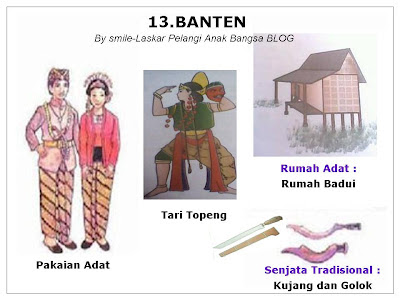 13.BANTEN
By smile-Laskar Pelangi Anak Bangsa BLOG
Rumah Adat :
Rumah Badui
Tari Topeng
Pakaian Adat
Senjata Tradisional :
Kujang dan Golok